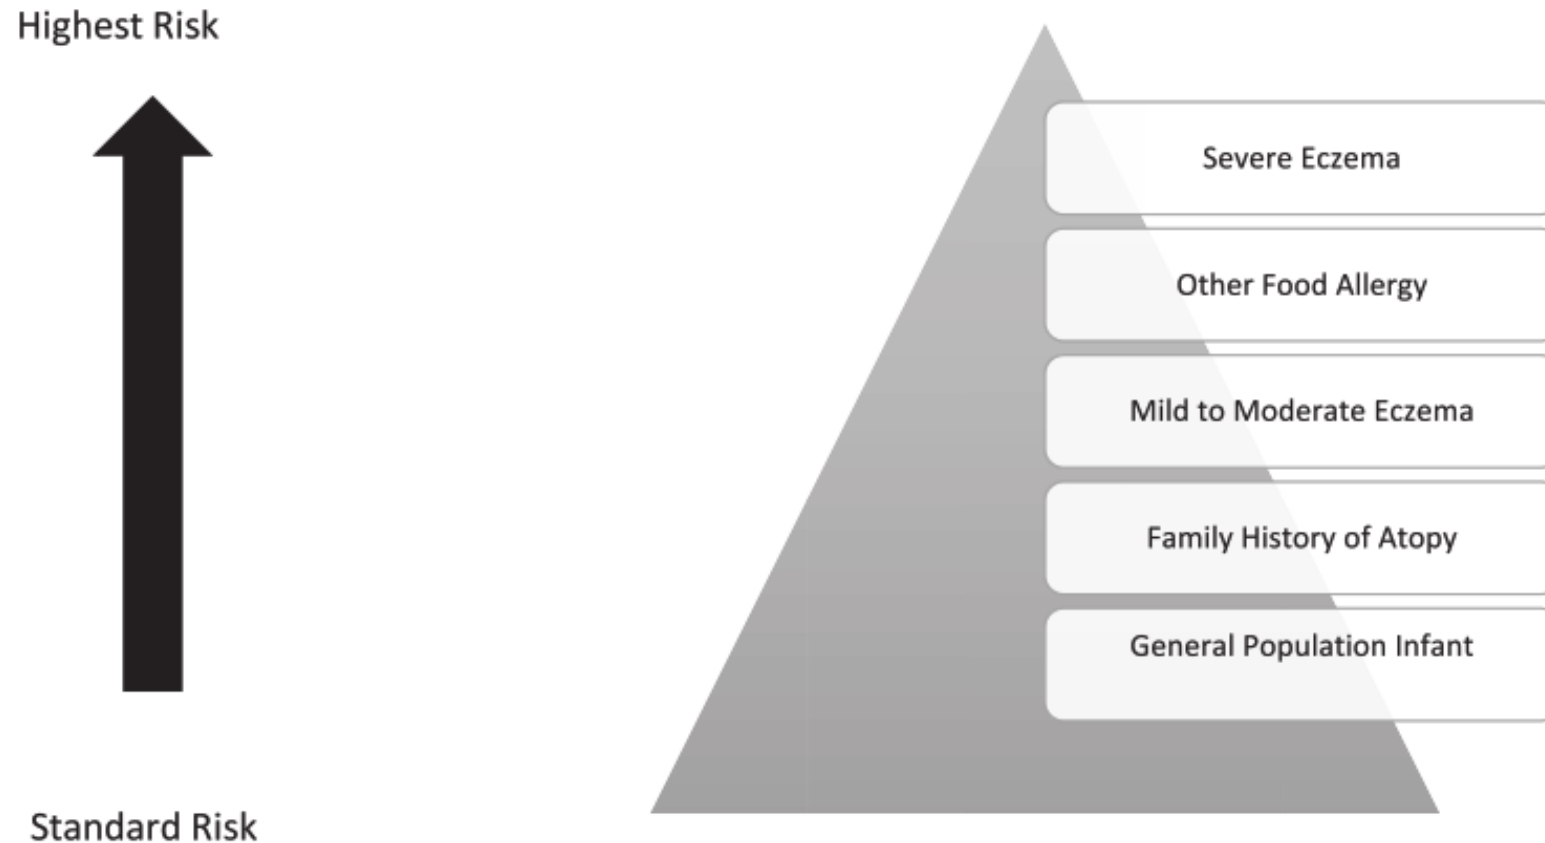 Highest Risk
Severe Eczema
Other Food Allergy
Mild to Moderate Eczema
Family History of Atopy
General Population Infant
Standard Risk